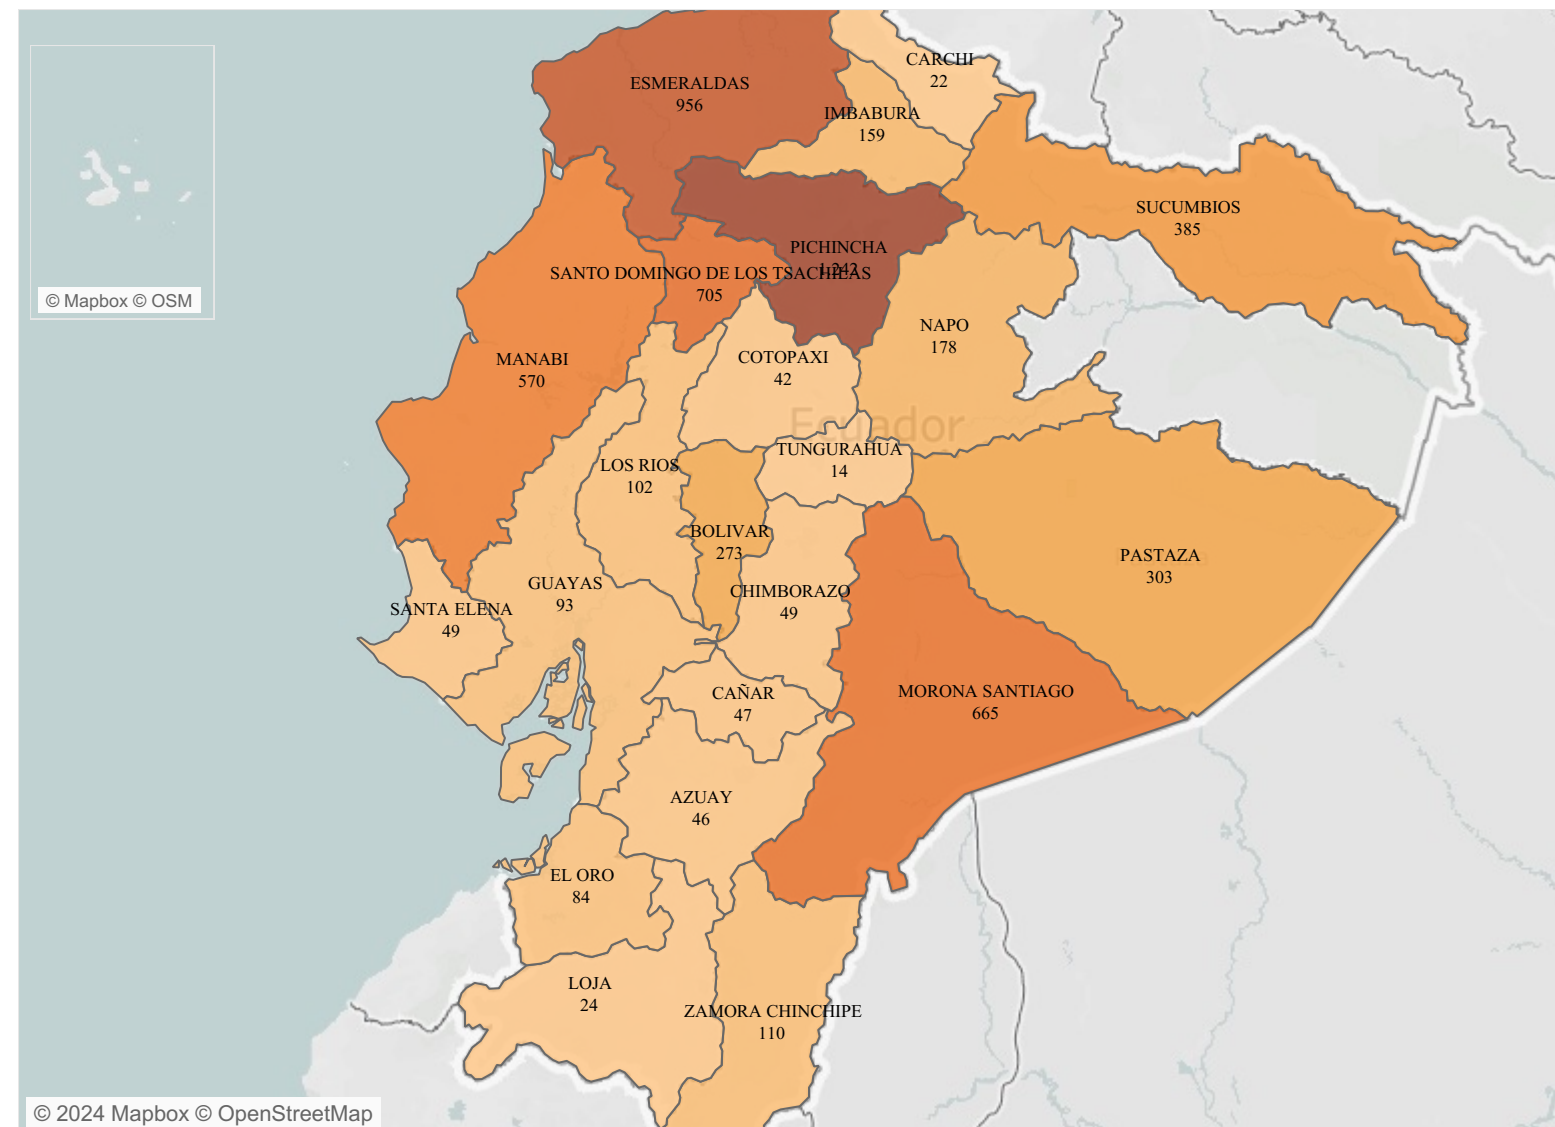 CARCHI
22
ESMERALDAS
956
IMBABURA
159
SUCUMBIOS
385
PICHINCHA
1,242
SANTO DOMINGO DE LOS TSACHILAS
705
© Mapbox © OSM
NAPO
178
MANABI
570
COTOPAXI
42
Ecuador
TUNGURAHUA
14
LOS RIOS
102
BOLIVAR
273
PASTAZA
303
GUAYAS
93
CHIMBORAZO
49
SANTA ELENA
49
CAÑAR
47
MORONA SANTIAGO
665
AZUAY
46
EL ORO
84
LOJA
24
ZAMORA CHINCHIPE
110
© 2024 Mapbox © OpenStreetMap